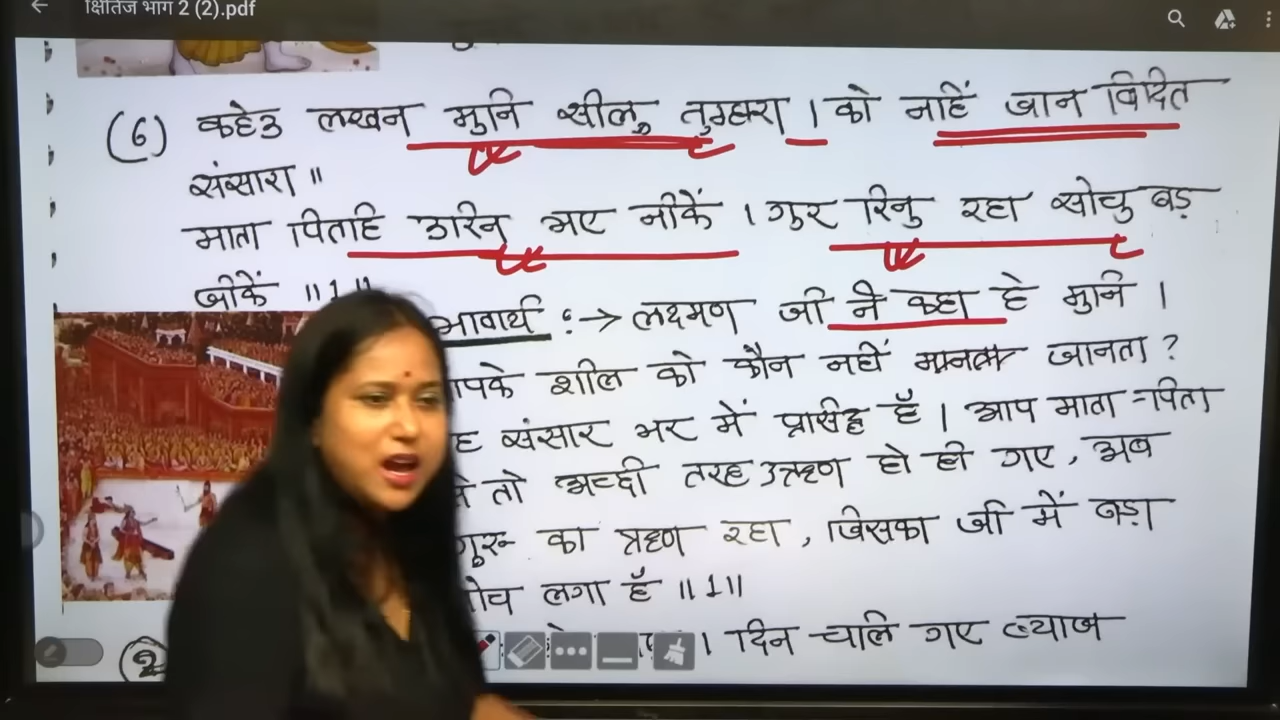 क्षितिज भाग 2 (2).pdf
(6) कहेउ लखन मुनि सीलु तुम्हारा । को नहिं जान विदित
संसारा ॥
माता पितहि उरिन भए नीकें । गुर रिनु रहा सोचु बड़
जीकें ॥1॥
भावार्थ :→ लक्ष्मण जी ने कहा हे मुनि ।
आपके शील को कौन नहीं जानता ?
संसार भर में प्रसिद्ध है । आप माता-पिता
तो अच्छी तरह उऋण हो ही गए, अब
गुरु का ऋण रहा, जिसका जी में बड़ा
लगा है ॥1॥
2
। दिन चलि गए ब्याज